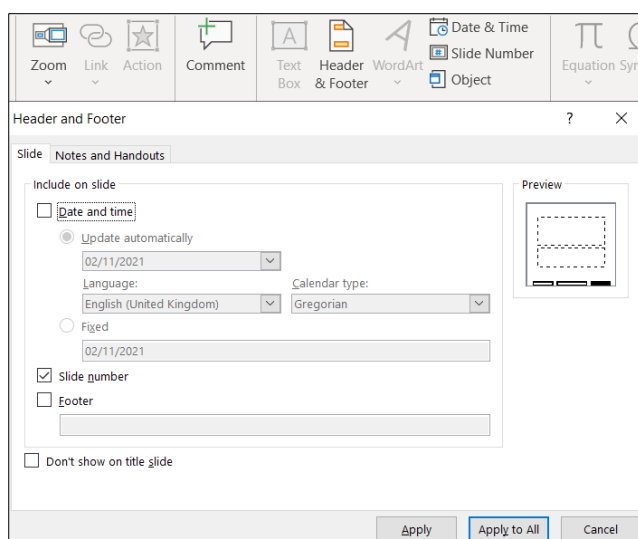 Zoom Link Action Comment Text Box Header & Footer WordArt Date & Time
Slide Number
Object
Equation
Header and Footer ? X
Slide Notes and Handouts
Include on slide Preview
Date and time
Update automatically
02/11/2021
Language: Calendar type:
English (United Kingdom) Gregorian
Fixed
02/11/2021
Slide number
Footer
Don't show on title slide
Apply Apply to All Cancel